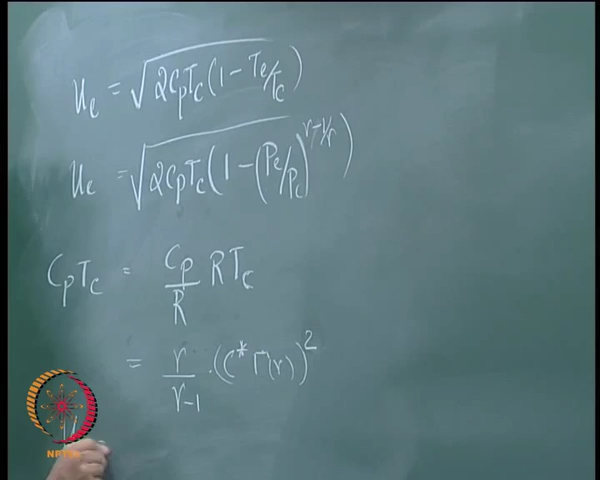 u_e = √(2C_pT_c(1 - T_e/T_c))
u_e = √(2C_pT_c(1 - (P_e/P_c)^(γ-1/γ)))
C_pT_c = C_p/R RT_c
= γ/(γ-1) · (C* Γ(γ))²
NPTEL